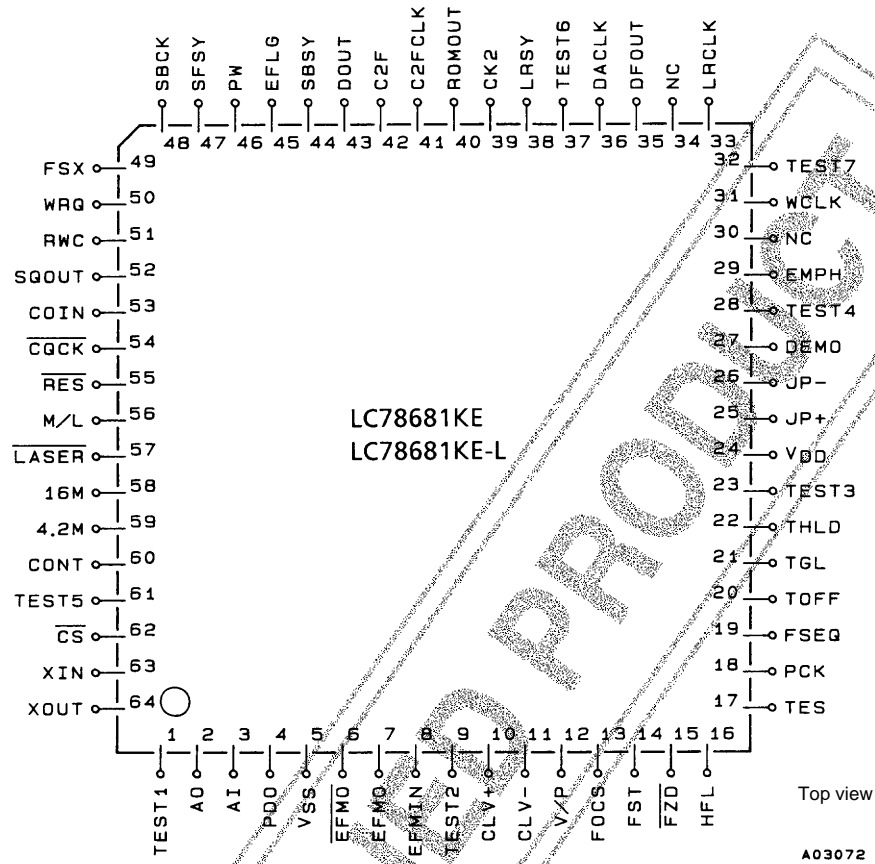 SBCK SFSY PW EFLG SBSY DOUT C2F C2FCLK ROMOUT CK2 LRSY TEST6 DACLK DFOUT NC LRCLK
48 47 46 45 44 43 42 41 40 39 38 37 36 35 34 33
FSX 49
WRQ 50
RWC 51
SQOUT 52
COIN 53
CQCK 54
RES 55
M/L 56
LASER 57
16M 58
4.2M 59
CONT 60
TEST5 61
CS 62
XIN 63
XOUT 64
32 TEST7
31 WCLK
30 NC
29 EMPH
28 TEST4
27 DEMO
26 JP-
25 JP+
24 VDD
23 TEST3
22 THLD
21 TGL
20 TOFF
19 FSEQ
18 PCK
17 TES
LC78681KE
LC78681KE-L
1 2 3 4 5 6 7 8 9 10 11 12 13 14 15 16
TEST1 AO AI PDO VSS EFMO EFMO EFMIN TEST2 CLV+ CLV- V/P FOCS FST FZD HFL
Top view
A03072
PRODUCT